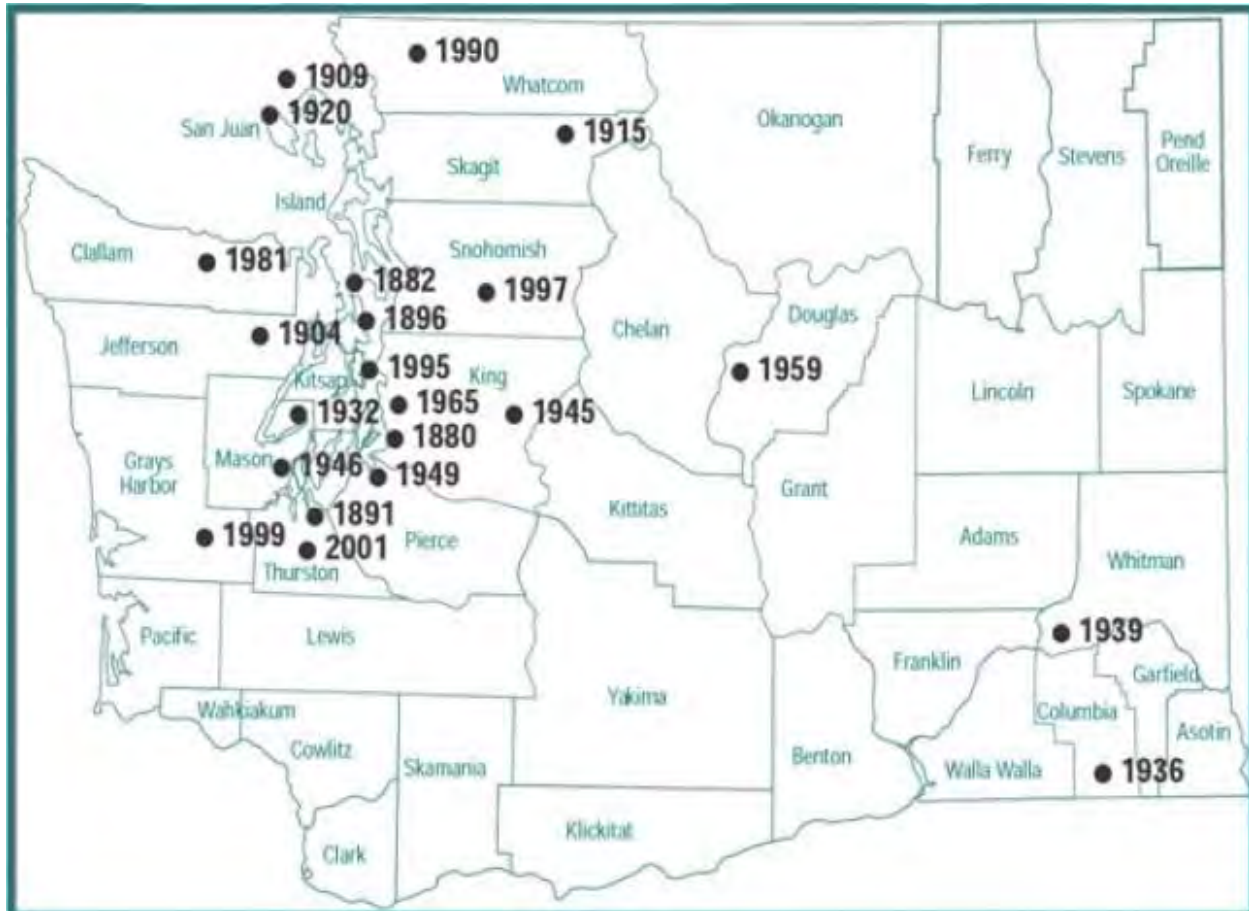 1990
Whatcom
1909
1920
San Juan
1915
Okanogan
Ferry
Stevens
Pend
Oreille
Skagit
Island
Clallam
1981
Snohomish
1882
1997
1896
Douglas
Chelan
Jefferson
1904
1995
King
Kitsap
1959
1965
1932
1945
Lincoln
Spokane
1880
Mason
1946
1949
Grays
Harbor
Grant
Kittitas
1891
1999
Pierce
2001
Thurston
Adams
Whitman
Pacific
Lewis
1939
Franklin
Garfield
Yakima
Wahkiakum
Columbia
Asotin
Cowlitz
Skamania
Benton
Walla Walla
1936
Klickitat
Clark